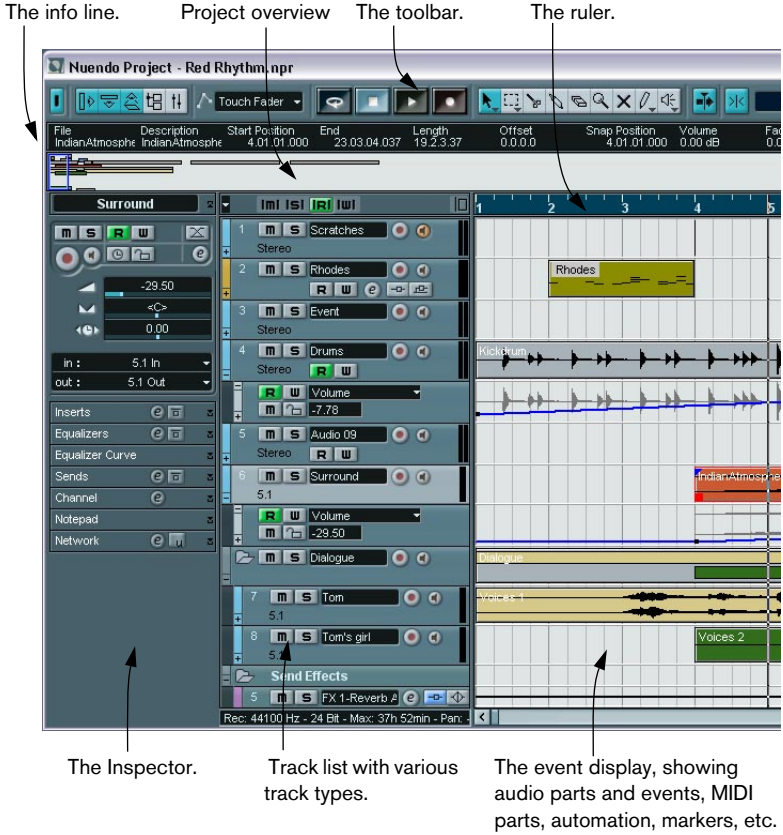 The info line.
Project overview
The toolbar.
The ruler.
Nuendo Project - Red Rhythm.npr
Touch Fader
File Description Start Position End Length Offset Snap Position Volume
IndianAtmosphe IndianAtmosphe 4.01.01.000 23.03.04.037 19.2.3.37 0.0.0.0 4.01.01.000 0.00 dB
Surround
m S R W
1 2 3 4 5
1 m S Scratches
Stereo
2 m S Rhodes
R W e
Rhodes
3 m S Event
Stereo
4 m S Drums
Stereo R W
Kickdrum
R W Volume
m -7.78
5 m S Audio 09
Stereo R W
6 m S Surround
5.1
IndianAtmosphe
R W Volume
m -29.50
m S Dialogue
Dialogue
7 m S Tom
5.1
Voices 1
8 m S Tom's girl
5.1
Voices 2
Send Effects
5 m S FX 1-Reverb A e
m S R W
e
-29.50
<C>
0.00
in : 5.1 In
out : 5.1 Out
Inserts e
Equalizers e
Equalizer Curve
Sends e
Channel e
Notepad
Network e u
Rec: 44100 Hz - 24 Bit - Max: 37h 52min - Pan:
The Inspector.
Track list with various
track types.
The event display, showing
audio parts and events, MIDI
parts, automation, markers, etc.